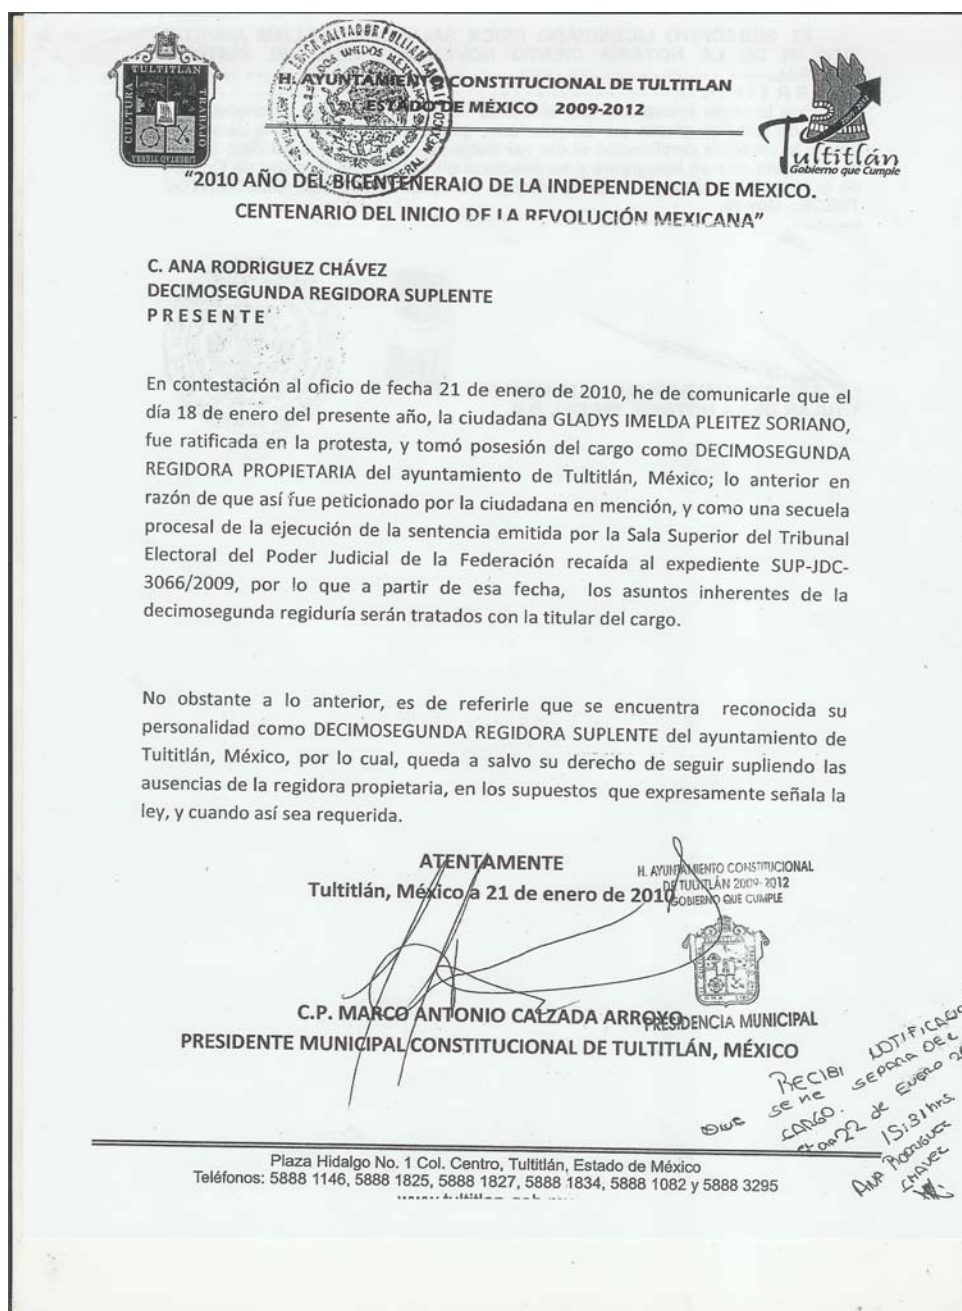 H. AYUNTAMIENTO CONSTITUCIONAL DE TULTITLAN
ESTADO DE MÉXICO 2009-2012
TULTITLAN
CULTURA
TRABAJO
Tultitlán
Gobierno que Cumple
“2010 AÑO DEL BICENTENERAIO DE LA INDEPENDENCIA DE MEXICO.
CENTENARIO DEL INICIO DE LA REVOLUCIÓN MEXICANA”
C. ANA RODRIGUEZ CHÁVEZ
DECIMOSEGUNDA REGIDORA SUPLENTE
P R E S E N T E
En contestación al oficio de fecha 21 de enero de 2010, he de comunicarle que el
día 18 de enero del presente año, la ciudadana GLADYS IMELDA PLEITEZ SORIANO,
fue ratificada en la protesta, y tomó posesión del cargo como DECIMOSEGUNDA
REGIDORA PROPIETARIA del ayuntamiento de Tultitlán, México; lo anterior en
razón de que así fue peticionado por la ciudadana en mención, y como una secuela
procesal de la ejecución de la sentencia emitida por la Sala Superior del Tribunal
Electoral del Poder Judicial de la Federación recaída al expediente SUP-JDC-
3066/2009, por lo que a partir de esa fecha, los asuntos inherentes de la
decimosegunda regiduría serán tratados con la titular del cargo.
No obstante a lo anterior, es de referirle que se encuentra reconocida su
personalidad como DECIMOSEGUNDA REGIDORA SUPLENTE del ayuntamiento de
Tuititlán, México, por lo cual, queda a salvo su derecho de seguir supliendo las
ausencias de la regidora propietaria, en los supuestos que expresamente señala la
ley, y cuando así sea requerida.
ATENTAMENTE
Tultitlán, México a 21 de enero de 2010
H. AYUNTAMIENTO CONSTITUCIONAL
DE TULTITLÁN 2009-2012
GOBIERNO QUE CUMPLE
C.P. MARCO ANTONIO CALZADA ARROYO
PRESIDENCIA MUNICIPAL
PRESIDENTE MUNICIPAL CONSTITUCIONAL DE TULTITLÁN, MÉXICO
RECIBI NOTIFICACION
QUE SE ME SEPARA DEL
CARGO.
22 de ENERO
15:31 hrs.
ANA RODRIGUEZ
CHAVEZ
Plaza Hidalgo No. 1 Col. Centro, Tultitlán, Estado de México
Teléfonos: 5888 1146, 5888 1825, 5888 1827, 5888 1834, 5888 1082 y 5888 3295